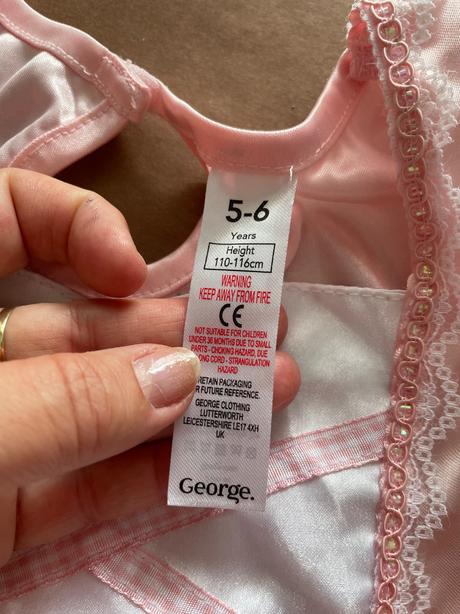 5-6
Years
Height
110-116cm
WARNING
KEEP AWAY FROM FIRE
CE
NOT SUITABLE FOR CHILDREN
UNDER 36 MONTHS DUE TO SMALL
PARTS - CHOKING HAZARD, DUE
CORD - STRANGULATION
HAZARD
RETAIN PACKAGING
FUTURE REFERENCE.
GEORGE CLOTHING
LUTTERWORTH
LEICESTERSHIRE LE17 4XH
UK
George.